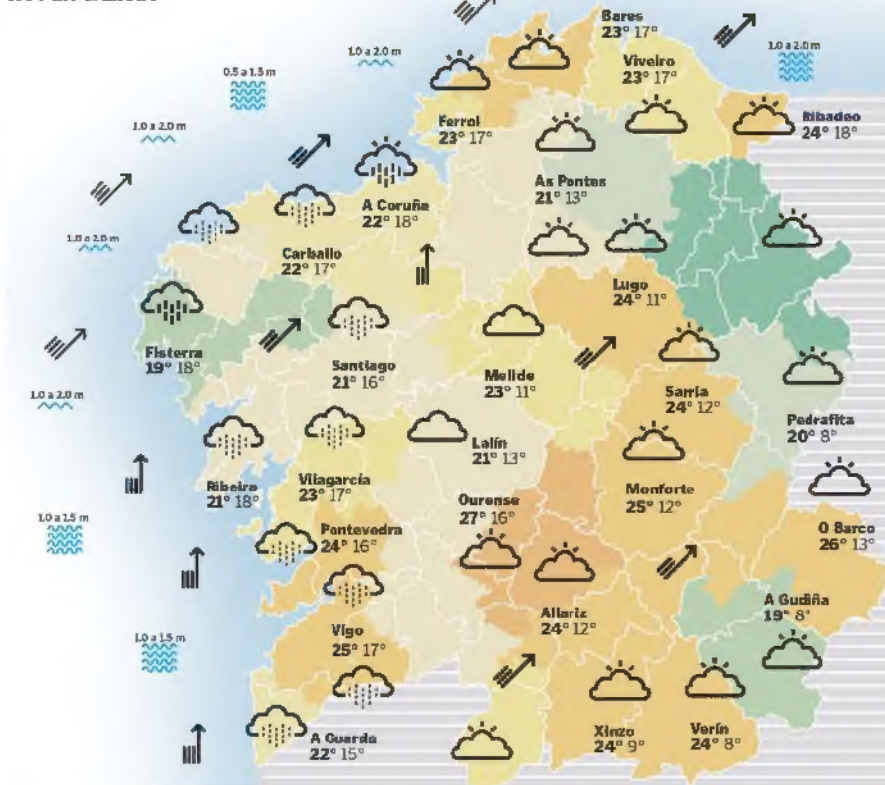 Bares
23° 17°
1.0 a 2.0 m
Viveiro
23° 17°
1.0 a 2.0 m
0.5 a 1.5 m
Ferrol
23° 17°
Ribadeo
24° 18°
1.0 a 2.0 m
As Pontes
21° 13°
A Coruña
22° 18°
1.0 a 2.0 m
Carballo
22° 17°
Lugo
24° 11°
Fisterra
19° 18°
Santiago
21° 16°
Melide
23° 11°
Sarria
24° 12°
Pedrafita
20° 8°
1.0 a 2.0 m
Lalín
21° 13°
Ribeira
21° 18°
Vilagarcía
23° 17°
Ourense
27° 16°
Monforte
25° 12°
1.0 a 1.5 m
Pontevedra
24° 16°
O Barco
26° 13°
Allariz
24° 12°
A Gudiña
19° 8°
Vigo
25° 17°
1.0 a 1.5 m
A Guarda
22° 15°
Xinzo
24° 9°
Verín
24° 8°